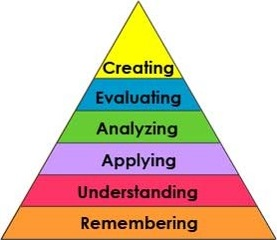 Creating
Evaluating
Analyzing
Applying
Understanding
Remembering